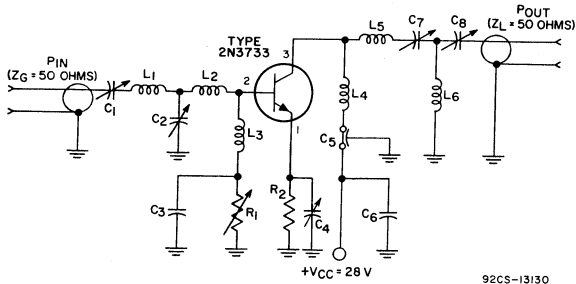 TYPE
2N3733
PIN
(ZG=50 OHMS)
POUT
(ZL=50 OHMS)
L5
C7
C8
3
L1
L2
2
C1
C2
L3
1
L4
L6
C5
C3
R1
R2
C4
C6
+VCC=28 V
92CS-13130